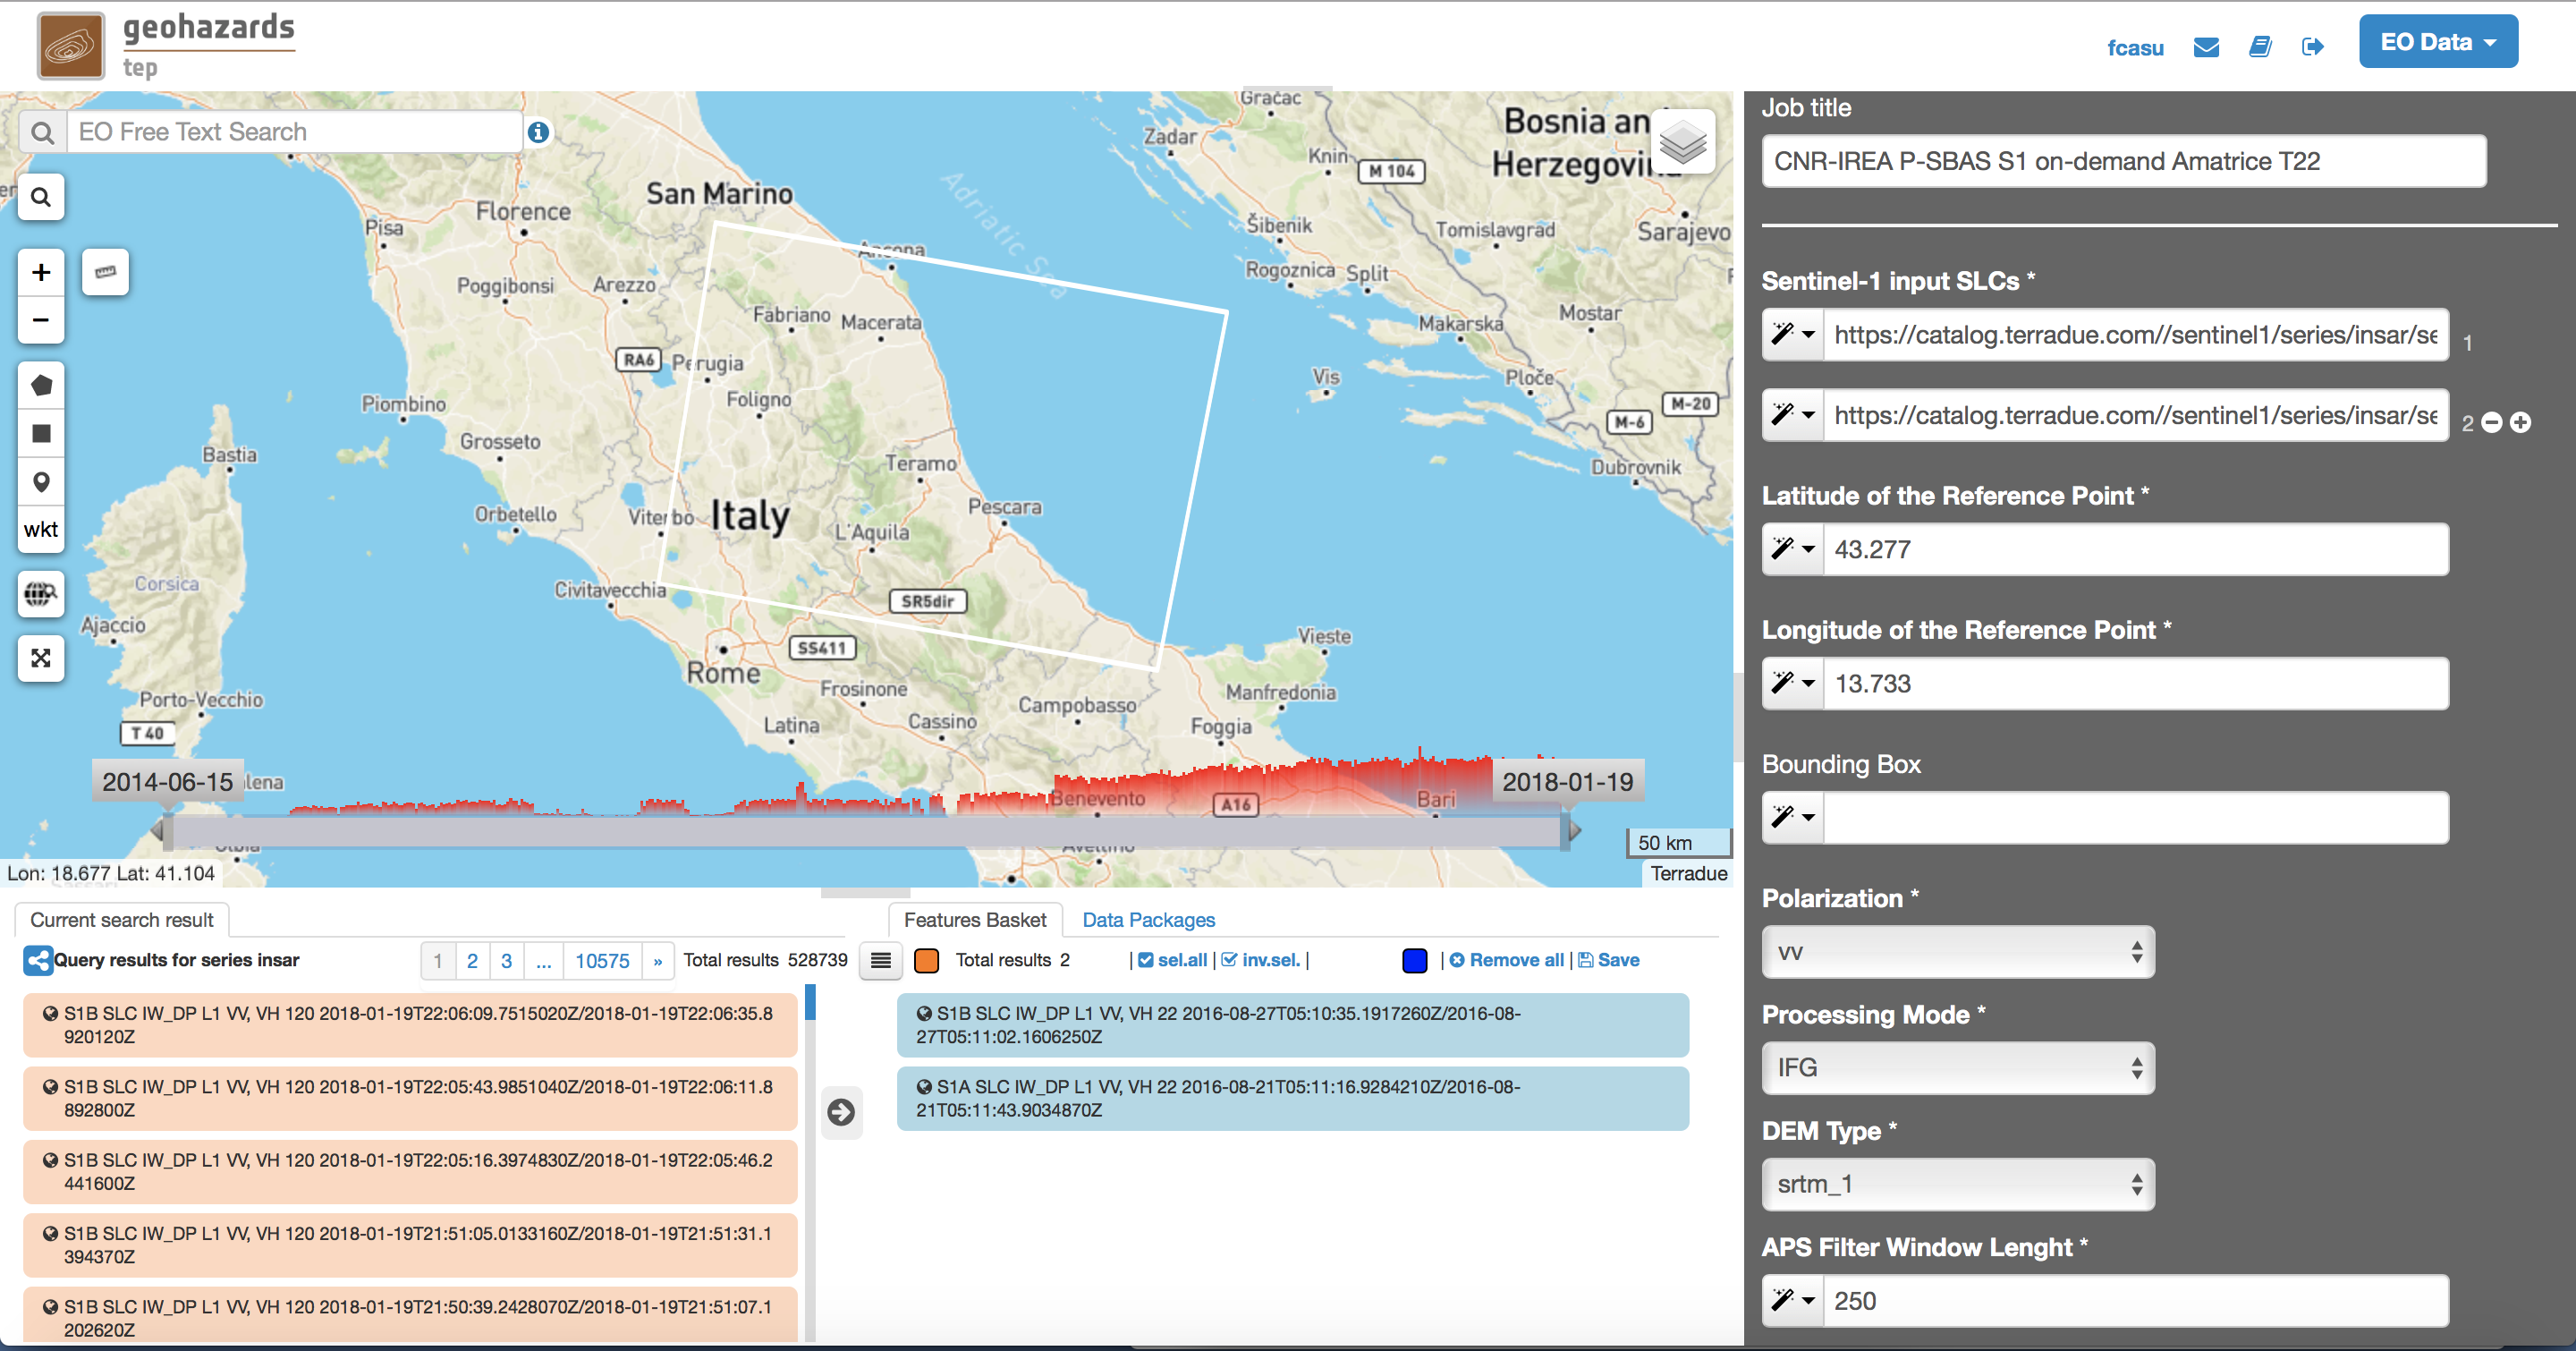 geohazards
tep
fcasu
EO Data
EO Free Text Search
wkt
Gračac
Zadar
Bosnia an
Herzegovin
Knin
M 104
San Marino
Florence
Pisa
Adriatic Sea
Šibenik
Tomislavgrad
Sarajevo
Ancona
Poggibonsi
Arezzo
Rogoznica
Split
Fabriano
Macerata
Makarska
Mostar
RA6
Perugia
Vis
Ploče
Piombino
Foligno
M-20
M-6
Grosseto
Bastia
Teramo
Dubrovnik
Orbetello
Viterbo
Italy
Pescara
L'Aquila
Corsica
Civitavecchia
SR5dir
Ajaccio
SS411
Vieste
Rome
Frosinone
Manfredonia
Porto-Vecchio
Campobasso
Latina
Cassino
Foggia
T 40
2014-06-15
lena
2018-01-19
Benevento
A16
Bari
Olbia
Avellino
50 km
Lon: 18.677 Lat: 41.104
Sassari
Terradue
Current search result
Query results for series insar
1 2 3 ... 10575 »
Total results 528739
S1B SLC IW_DP L1 VV, VH 120 2018-01-19T22:06:09.7515020Z/2018-01-19T22:06:35.8
920120Z
S1B SLC IW_DP L1 VV, VH 120 2018-01-19T22:05:43.9851040Z/2018-01-19T22:06:11.8
892800Z
S1B SLC IW_DP L1 VV, VH 120 2018-01-19T22:05:16.3974830Z/2018-01-19T22:05:46.2
441600Z
S1B SLC IW_DP L1 VV, VH 120 2018-01-19T21:51:05.0133160Z/2018-01-19T21:51:31.1
394370Z
S1B SLC IW_DP L1 VV, VH 120 2018-01-19T21:50:39.2428070Z/2018-01-19T21:51:07.1
202620Z
Features Basket
Data Packages
Total results 2
| sel.all | inv.sel. |
| Remove all | Save
S1B SLC IW_DP L1 VV, VH 22 2016-08-27T05:10:35.1917260Z/2016-08-
27T05:11:02.1606250Z
S1A SLC IW_DP L1 VV, VH 22 2016-08-21T05:11:16.9284210Z/2016-08-
21T05:11:43.9034870Z
Job title
CNR-IREA P-SBAS S1 on-demand Amatrice T22
Sentinel-1 input SLCs *
https://catalog.terradue.com//sentinel1/series/insar/se
1
https://catalog.terradue.com//sentinel1/series/insar/se
2
Latitude of the Reference Point *
43.277
Longitude of the Reference Point *
13.733
Bounding Box
Polarization *
vv
Processing Mode *
IFG
DEM Type *
srtm_1
APS Filter Window Lenght *
250